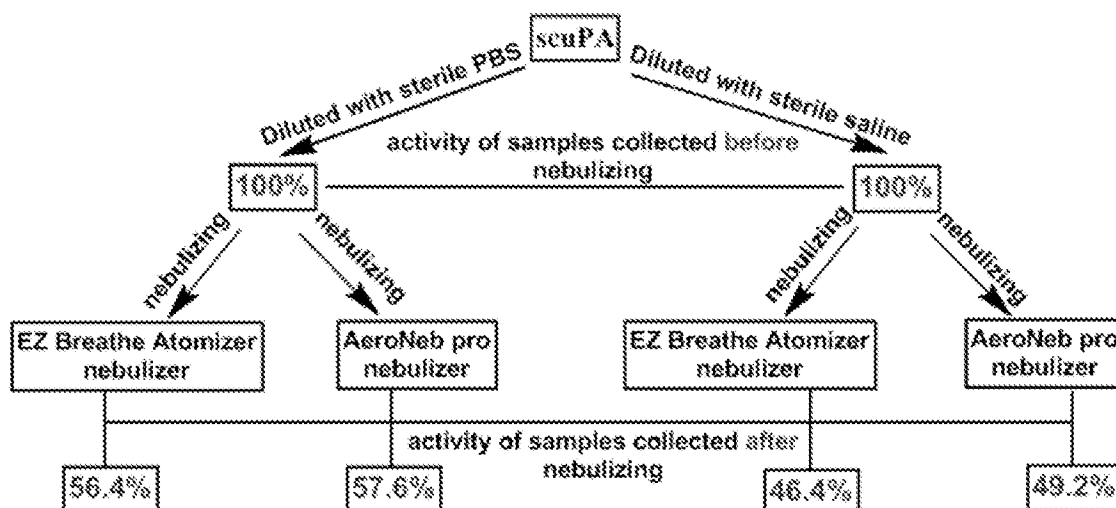 scuPA
Diluted with sterile PBS
Diluted with sterile saline
activity of samples collected before
nebulizing
100%
100%
nebulizing
nebulizing
nebulizing
nebulizing
EZ Breathe Atomizer
nebulizer
AeroNeb pro
nebulizer
EZ Breathe Atomizer
nebulizer
AeroNeb pro
nebulizer
activity of samples collected after
nebulizing
56.4%
57.6%
46.4%
49.2%